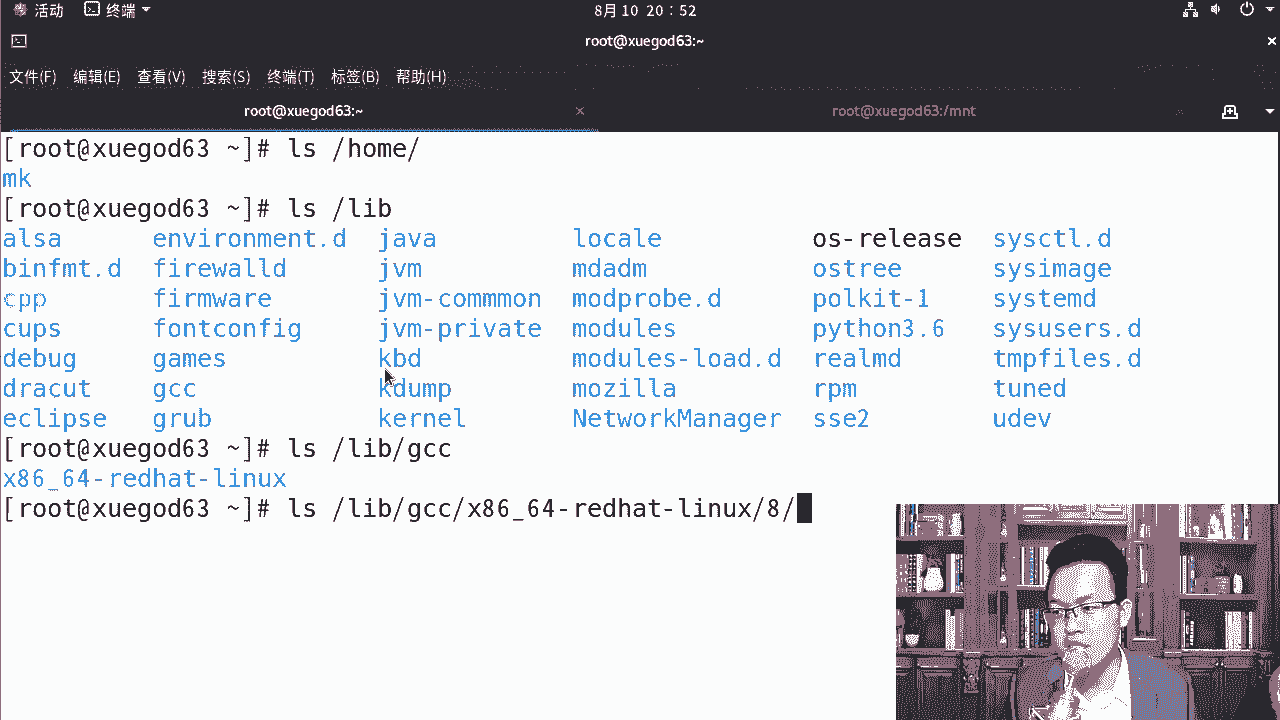 活动 终端 8月10 20：52
root@xuegod63:~
文件(F) 编辑(E) 查看(V) 搜索(S) 终端(T) 标签(B) 帮助(H)
root@xuegod63:~ root@xuegod63:/mnt
[root@xuegod63 ~]# ls /home/
mk
[root@xuegod63 ~]# ls /lib
alsa environment.d java locale os-release sysctl.d
binfmt.d firewalld jvm mdadm ostree sysimage
cpp firmware jvm-commmon modprobe.d polkit-1 systemd
cups fontconfig jvm-private modules python3.6 sysusers.d
debug games kbd modules-load.d realmd tmpfiles.d
dracut gcc kdump mozilla rpm tuned
eclipse grub kernel NetworkManager sse2 udev
[root@xuegod63 ~]# ls /lib/gcc
x86_64-redhat-linux
[root@xuegod63 ~]# ls /lib/gcc/x86_64-redhat-linux/8/